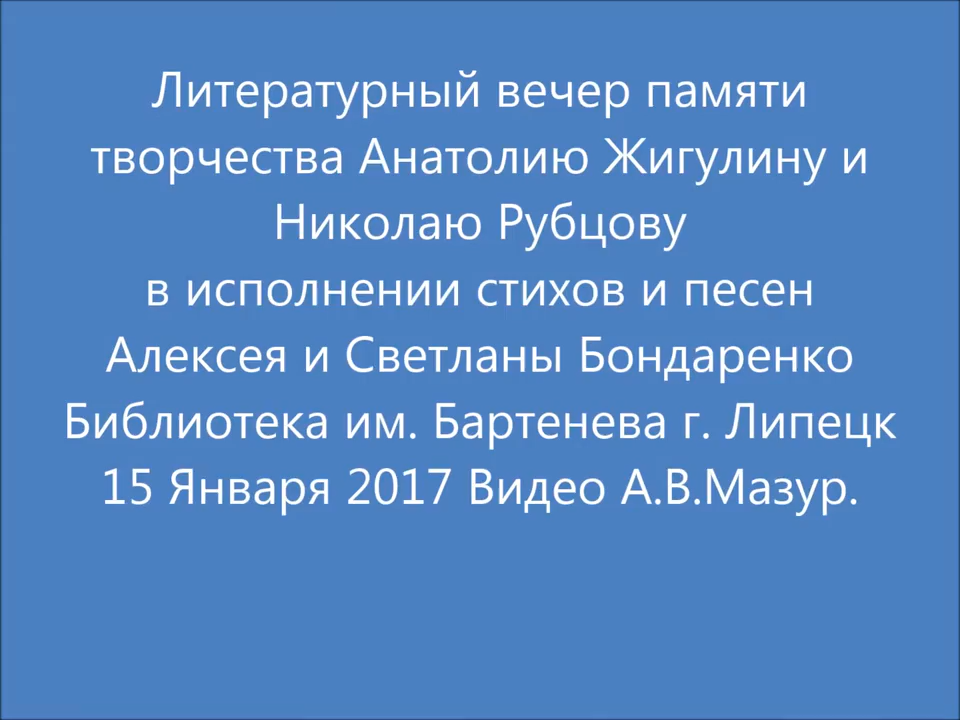 Литературный вечер памяти
творчества Анатолию Жигулину и
Николаю Рубцову
в исполнении стихов и песен
Алексея и Светланы Бондаренко
Библиотека им. Бартенева г. Липецк
15 Января 2017 Видео А.В.Мазур.